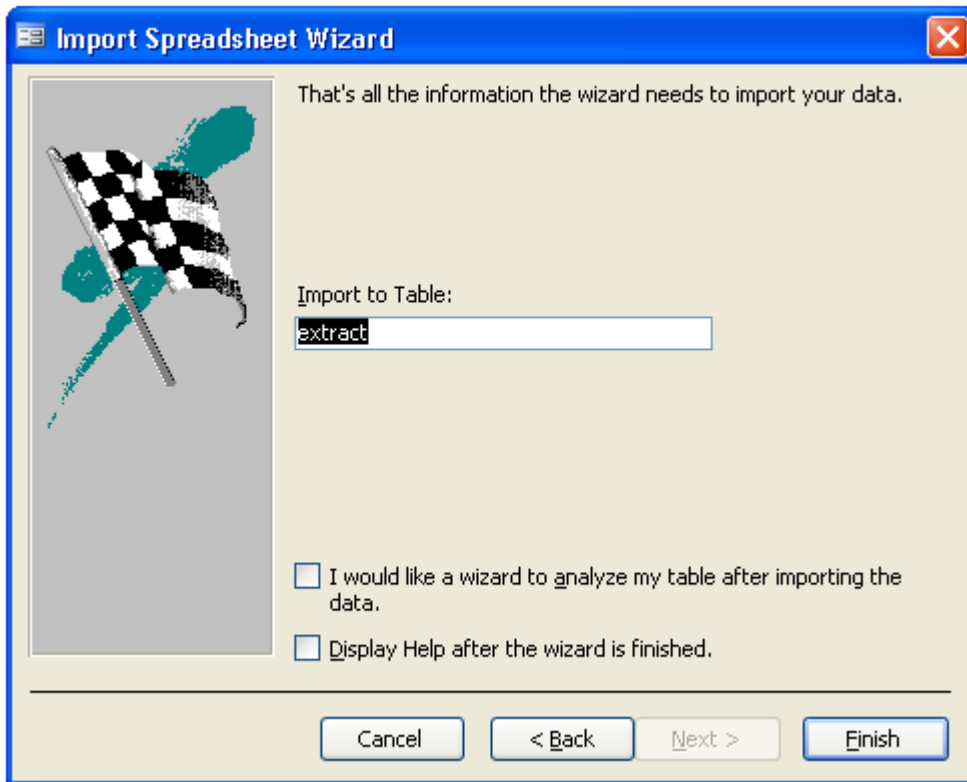 Import Spreadsheet Wizard
That's all the information the wizard needs to import your data.
Import to Table:
extract
I would like a wizard to analyze my table after importing the
data.
Display Help after the wizard is finished.
Cancel
< Back
Next >
Finish